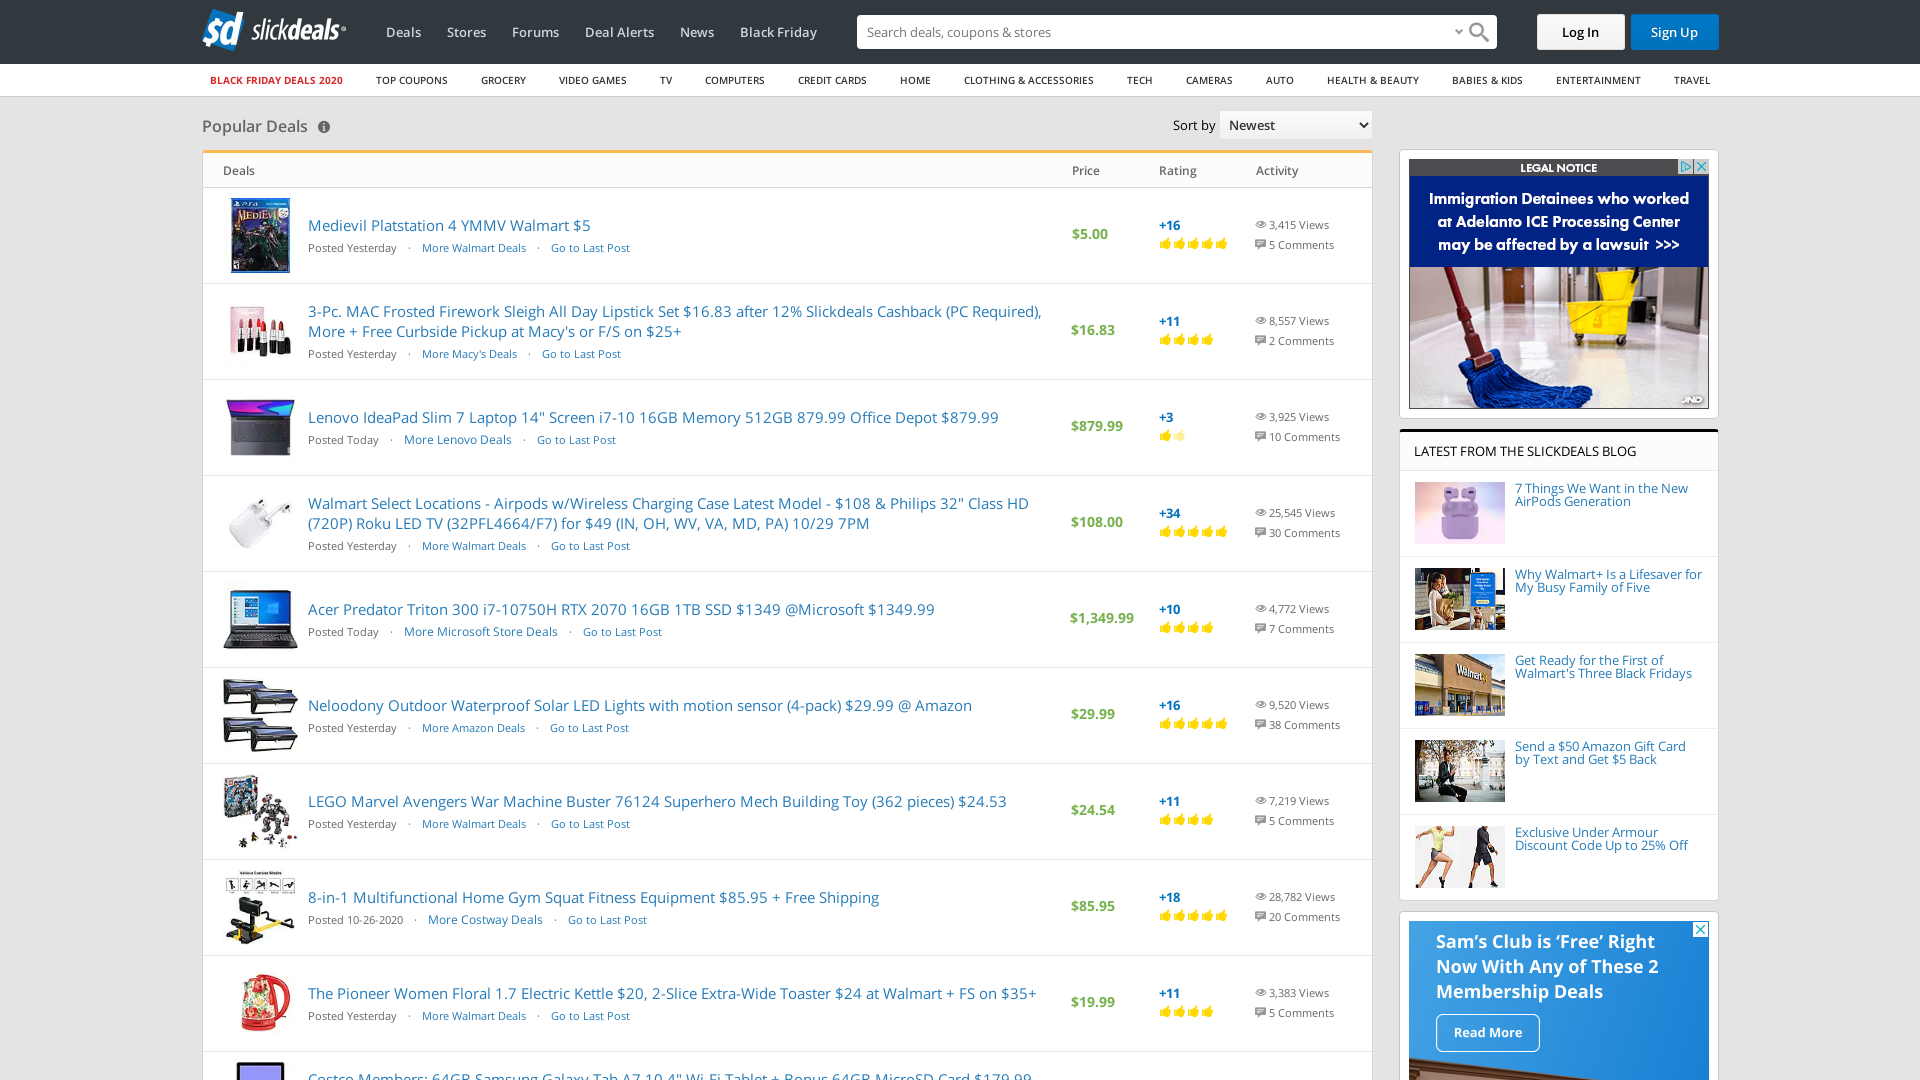 slickdeals
Deals Stores Forums Deal Alerts News Black Friday
Search deals, coupons & shops
Log In
Sign Up
BLACK FRIDAY DEALS 2020 TOP COUPONS GROCERY VIDEO GAMES TV COMPUTERS CREDIT CARDS HOME CLOTHING & ACCESSORIES TECH CAMERAS AUTO HEALTH & BEAUTY BABIES & KIDS ENTERTAINMENT TRAVEL
Popular Deals
Sort by Newest
Deals Price Rating Activity
Medievil Platstation 4 YMMV Walmart $5
Posted Yesterday · More Walmart Deals · Go to Last Post
$5.00
+16
3,415 Views
5 Comments
3-Pc. MAC Frosted Firework Sleigh All Day Lipstick Set $16.83 after 12% Slickdeals Cashback (PC Required),
More + Free Curbside Pickup at Macy's or F/S on $25+
Posted Yesterday · More Macy's Deals · Go to Last Post
$16.83
+11
8,557 Views
2 Comments
Lenovo IdeaPad Slim 7 Laptop 14" Screen i7-10 16GB Memory 512GB 879.99 Office Depot $879.99
Posted Today · More Lenovo Deals · Go to Last Post
$879.99
+3
3,925 Views
10 Comments
Walmart Select Locations - Airpods w/Wireless Charging Case Latest Model - $108 & Philips 32" Class HD
(720P) Roku LED TV (32PFL4664/F7) for $49 (IN, OH, WV, VA, MD, PA) 10/29 7PM
Posted Yesterday · More Walmart Deals · Go to Last Post
$108.00
+34
25,545 Views
30 Comments
Acer Predator Triton 300 i7-10750H RTX 2070 16GB 1TB SSD $1349 @Microsoft $1349.99
Posted Today · More Microsoft Store Deals · Go to Last Post
$1,349.99
+10
4,772 Views
7 Comments
Neloodony Outdoor Waterproof Solar LED Lights with motion sensor (4-pack) $29.99 @ Amazon
Posted Yesterday · More Amazon Deals · Go to Last Post
$29.99
+16
9,520 Views
38 Comments
LEGO Marvel Avengers War Machine Buster 76124 Superhero Mech Building Toy (362 pieces) $24.53
Posted Yesterday · More Walmart Deals · Go to Last Post
$24.54
+11
7,219 Views
5 Comments
8-in-1 Multifunctional Home Gym Squat Fitness Equipment $85.95 + Free Shipping
Posted 10-26-2020 · More Costway Deals · Go to Last Post
$85.95
+18
28,782 Views
20 Comments
The Pioneer Women Floral 1.7 Electric Kettle $20, 2-Slice Extra-Wide Toaster $24 at Walmart + FS on $35+
Posted Yesterday · More Walmart Deals · Go to Last Post
$19.99
+11
3,383 Views
5 Comments
Costco Members: 64GB Samsung Galaxy Tab A7 10.4" Wi-Fi Tablet + Bonus 64GB MicroSD Card $179.99
LEGAL NOTICE
Immigration Detainees who worked
at Adelanto ICE Processing Center
may be affected by a lawsuit >>>
JND
LATEST FROM THE SLICKDEALS BLOG
7 Things We Want in the New
AirPods Generation
Why Walmart+ Is a Lifesaver for
My Busy Family of Five
Get Ready for the First of
Walmart's Three Black Fridays
Send a $50 Amazon Gift Card
by Text and Get $5 Back
Exclusive Under Armour
Discount Code Up to 25% Off
Sam's Club is 'Free' Right
Now With Any of These 2
Membership Deals
Read More